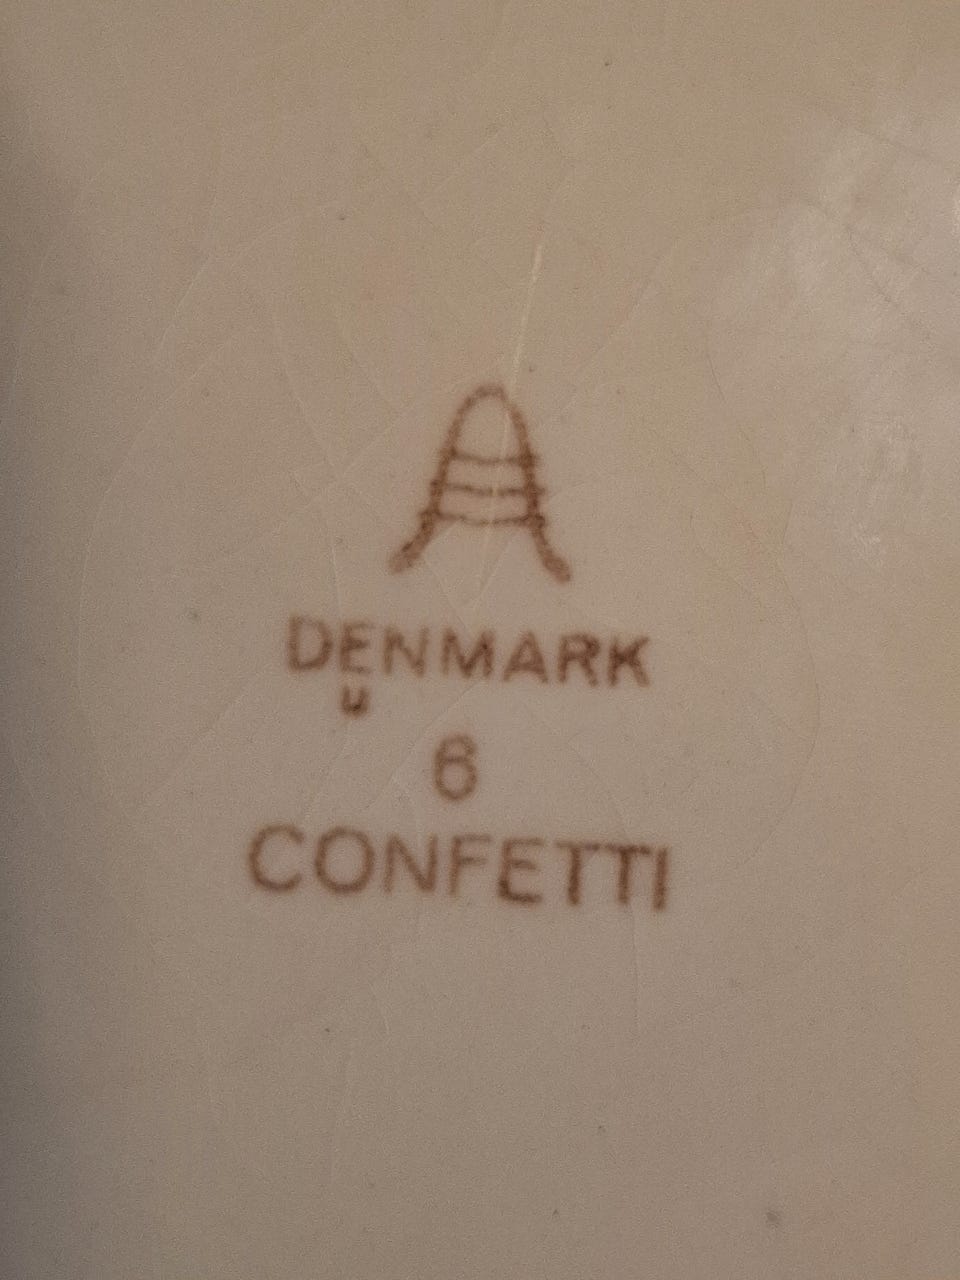 DENMARK
u
6
CONFETTI